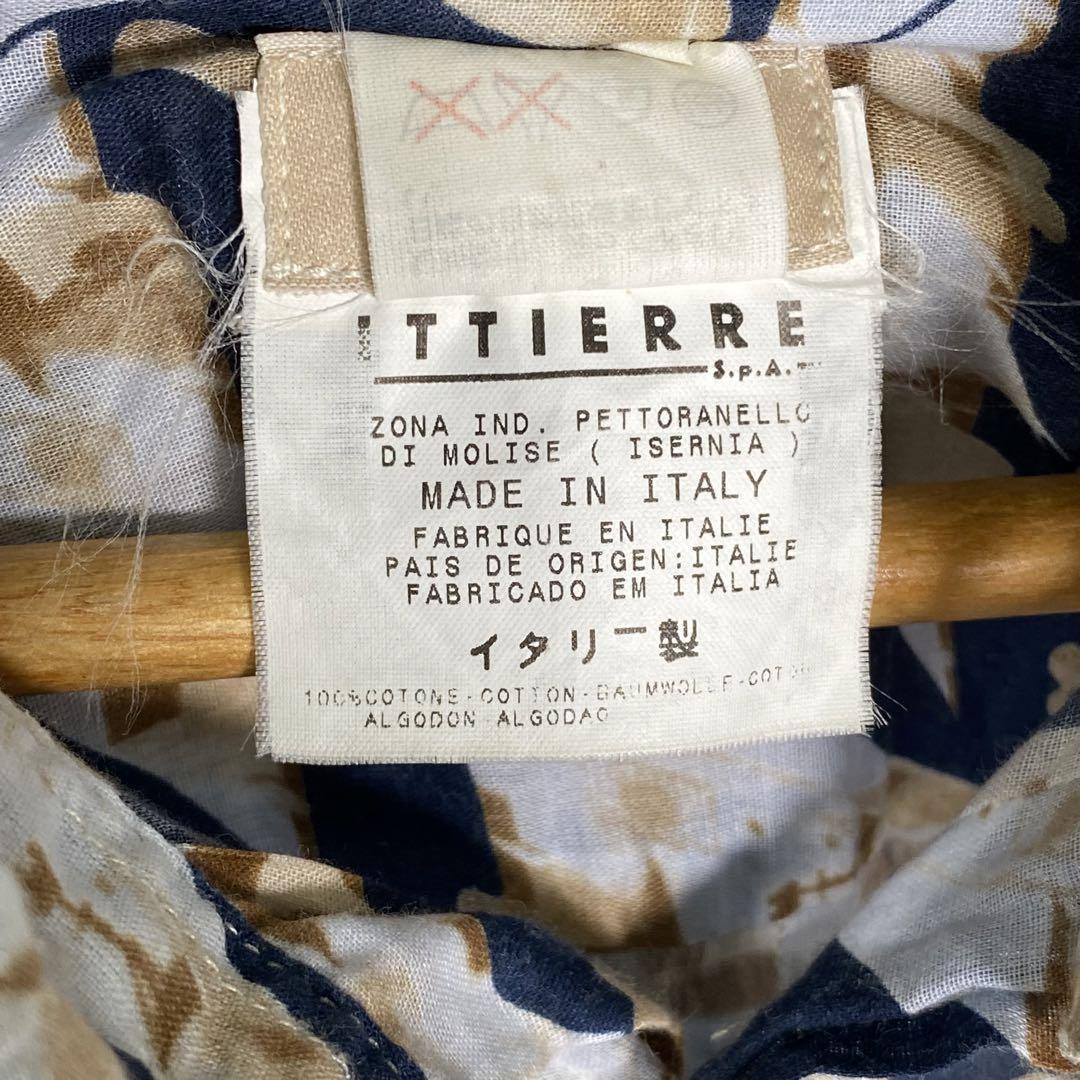 ITTIERRE
S.p.A.
ZONA IND. PETTORANELLO
DI MOLISE ( ISERNIA )
MADE IN ITALY
FABRIQUE EN ITALIE
PAIS DE ORIGEN:ITALIE
FABRICADO EM ITALIA
イタリー製
100%COTONE-COTTON-BAUMWOLLE-COTON
ALGODON-ALGODAO